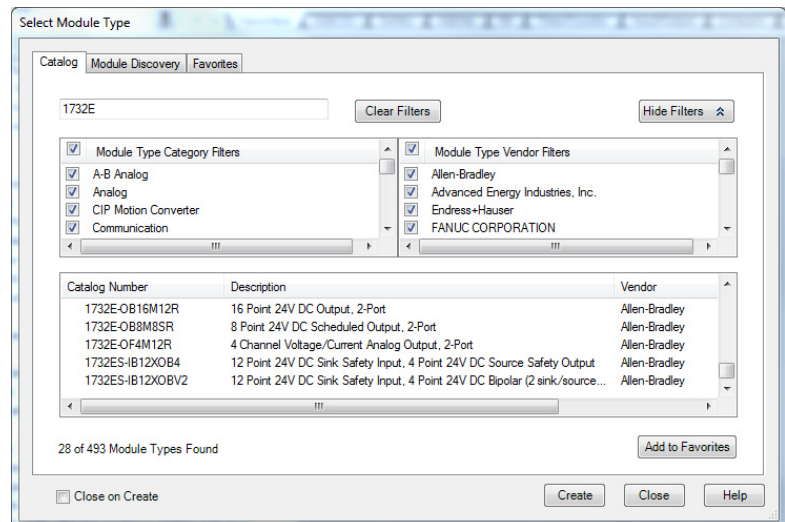 Select Module Type
Catalog Module Discovery Favorites
1732E Clear Filters Hide Filters
Module Type Category Filters Module Type Vendor Filters
A-B Analog Allen-Bradley
Analog Advanced Energy Industries, Inc.
CIP Motion Converter Endress+Hauser
Communication FANUC CORPORATION
Catalog Number Description Vendor
1732E-OB16M12R 16 Point 24V DC Output, 2-Port Allen-Bradley
1732E-OB8M8SR 8 Point 24V DC Scheduled Output, 2-Port Allen-Bradley
1732E-OF4M12R 4 Channel Voltage/Current Analog Output, 2-Port Allen-Bradley
1732ES-IB12XOB4 12 Point 24V DC Sink Safety Input, 4 Point 24V DC Source Safety Output Allen-Bradley
1732ES-IB12XOBV2 12 Point 24V DC Sink Safety Input, 4 Point 24V DC Bipolar (2 sink/source... Allen-Bradley
28 of 493 Module Types Found Add to Favorites
Close on Create Create Close Help